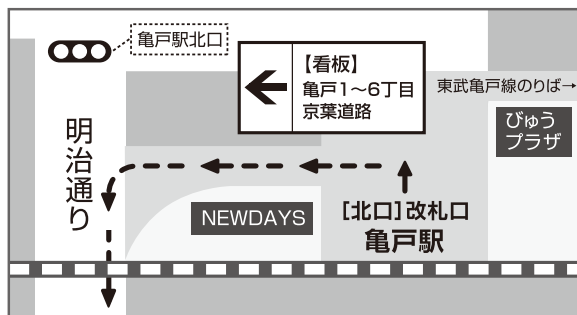 亀戸駅北口
【看板】
亀戸1～6丁目
京葉道路
東武亀戸線のりば→
びゅう
プラザ
明治通り
NEWDAYS
［北口］改札口
亀戸駅